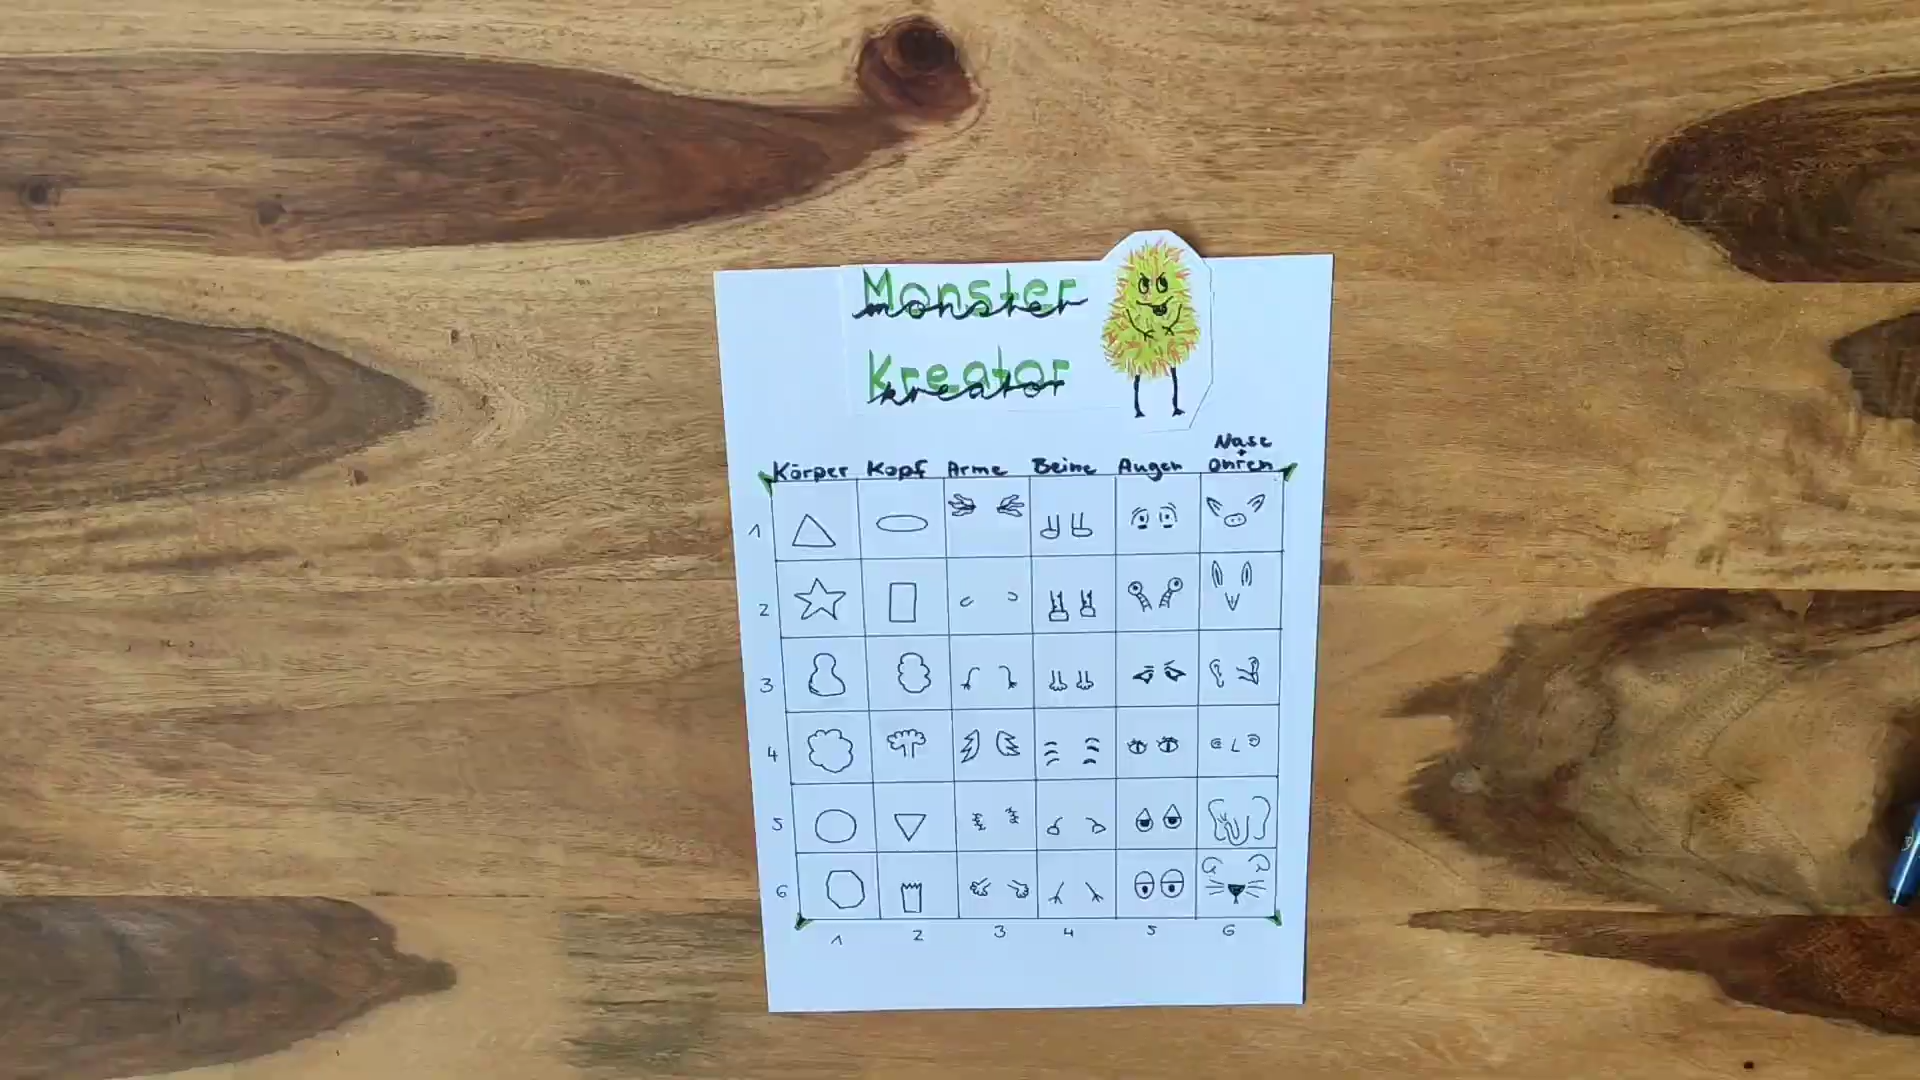 Monster
monster
Kreator
kreator
Nase
+
Körper Kopf Arme Beine Augen Ohren
1
2
3
4
5
6
1 2 3 4 5 6